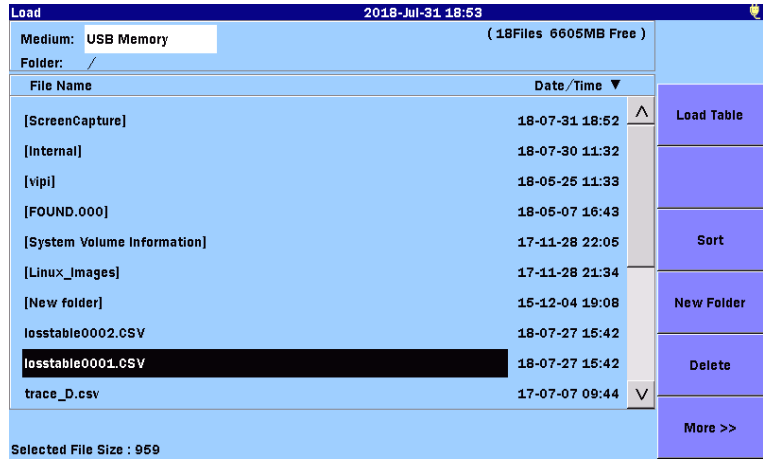 Load 2018-Jul-31 18:53
Medium: USB Memory ( 18Files 6605MB Free )
Folder: /
File Name Date/Time ▼
[ScreenCapture] 18-07-31 18:52
[Internal] 18-07-30 11:32
[vipi] 18-05-25 11:33
[FOUND.000] 18-05-07 16:43
[System Volume Information] 17-11-28 22:05
[Linux_Images] 17-11-28 21:34
[New folder] 15-12-04 19:08
losstable0002.CSV 18-07-27 15:42
losstable0001.CSV 18-07-27 15:42
trace_D.csv 17-07-07 09:44
Selected File Size : 959
Load Table
Sort
New Folder
Delete
More >>